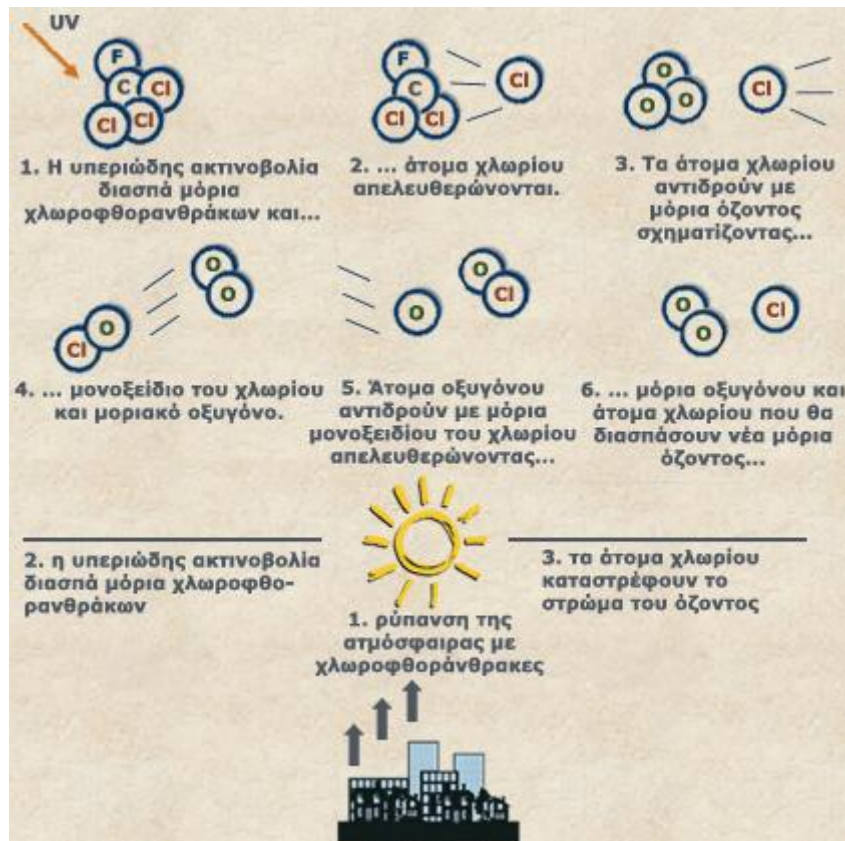 UV
F
C Cl
Cl Cl
1. Η υπεριώδης ακτινοβολία
διασπά μόρια
χλωροφθορανθράκων και...
F
C
Cl Cl
Cl
2. ... άτομα χλωρίου
απελευθερώνονται.
O
O O
Cl
3. Τα άτομα χλωρίου
αντιδρούν με
μόρια όζοντος
σχηματίζοντας...
O
O
Cl O
4. ... μονοξείδιο του χλωρίου
και μοριακό οξυγόνο.
O
O
Cl
5. Άτομα οξυγόνου
αντιδρούν με μόρια
μονοξειδίου του χλωρίου
απελευθερώνοντας...
O
O
Cl
6. ... μόρια οξυγόνου και
άτομα χλωρίου που θα
διασπάσουν νέα μόρια
όζοντος...
2. η υπεριώδης ακτινοβολία
διασπά μόρια χλωροφθο-
ρανθράκων
1. ρύπανση της
ατμόσφαιρας με
χλωροφθοράνθρακες
3. τα άτομα χλωρίου
καταστρέφουν το
στρώμα του όζοντος